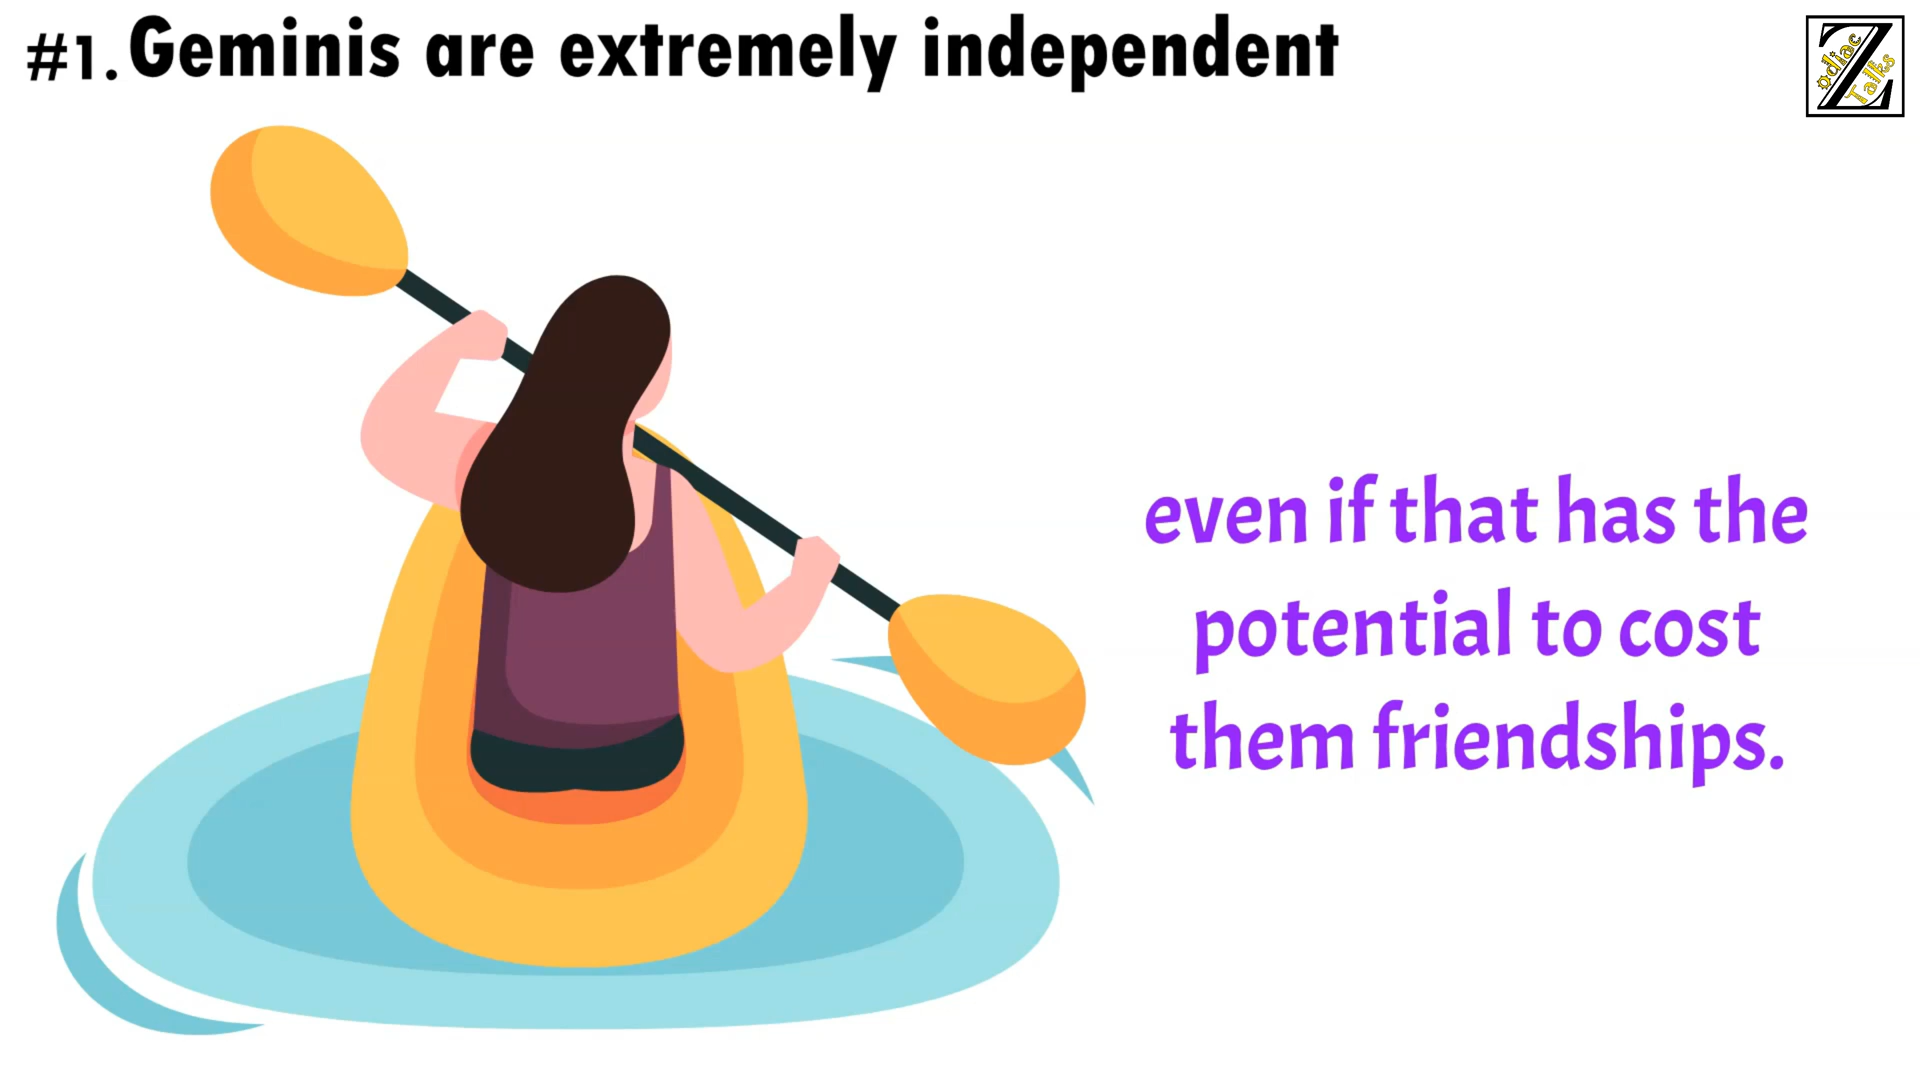 #1. Geminis are extremely independent
Zodiac
Talks
even if that has the
potential to cost
them friendships.